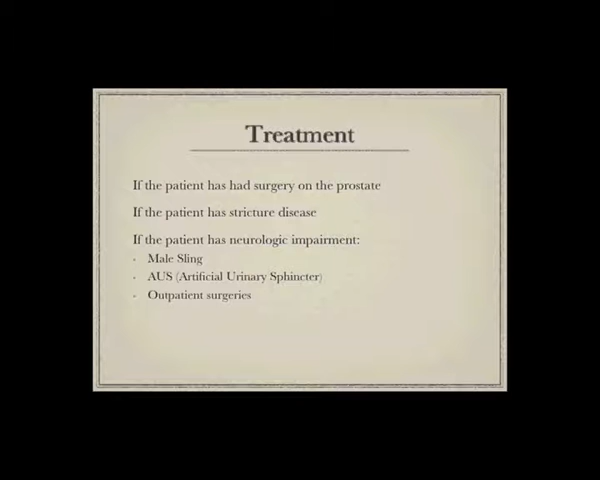 Treatment
If the patient has had surgery on the prostate
If the patient has stricture disease
If the patient has neurologic impairment:
· Male Sling
· AUS (Artificial Urinary Sphincter)
· Outpatient surgeries